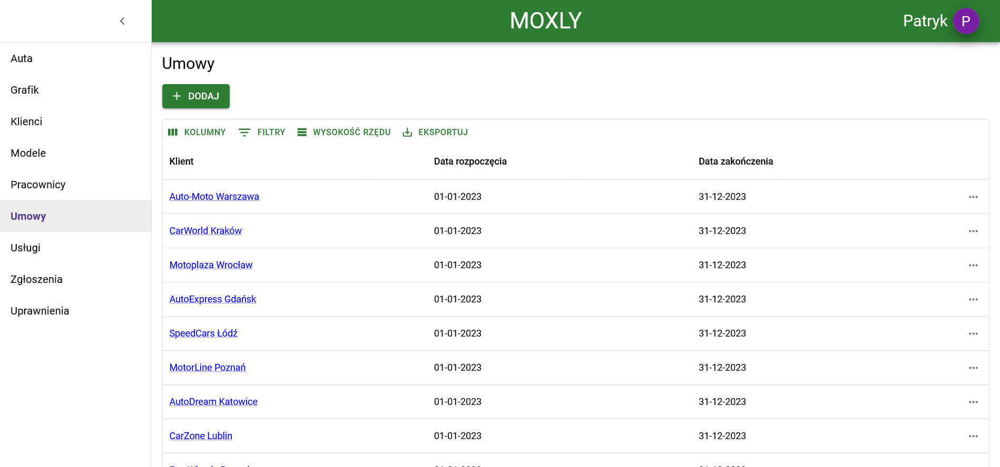 MOXLY
Patryk P
Auta
Grafik
Klienci
Modele
Pracownicy
Umowy
Usługi
Zgłoszenia
Uprawnienia
Umowy
+ DODAJ
KOLUMNY FILTRY WYSOKOŚĆ RZĘDU EKSPORTUJ
Klient Data rozpoczęcia Data zakończenia
Auto-Moto Warszawa 01-01-2023 31-12-2023
CarWorld Kraków 01-01-2023 31-12-2023
Motoplaza Wrocław 01-01-2023 31-12-2023
AutoExpress Gdańsk 01-01-2023 31-12-2023
SpeedCars Łódź 01-01-2023 31-12-2023
MotorLine Poznań 01-01-2023 31-12-2023
AutoDream Katowice 01-01-2023 31-12-2023
CarZone Lublin 01-01-2023 31-12-2023